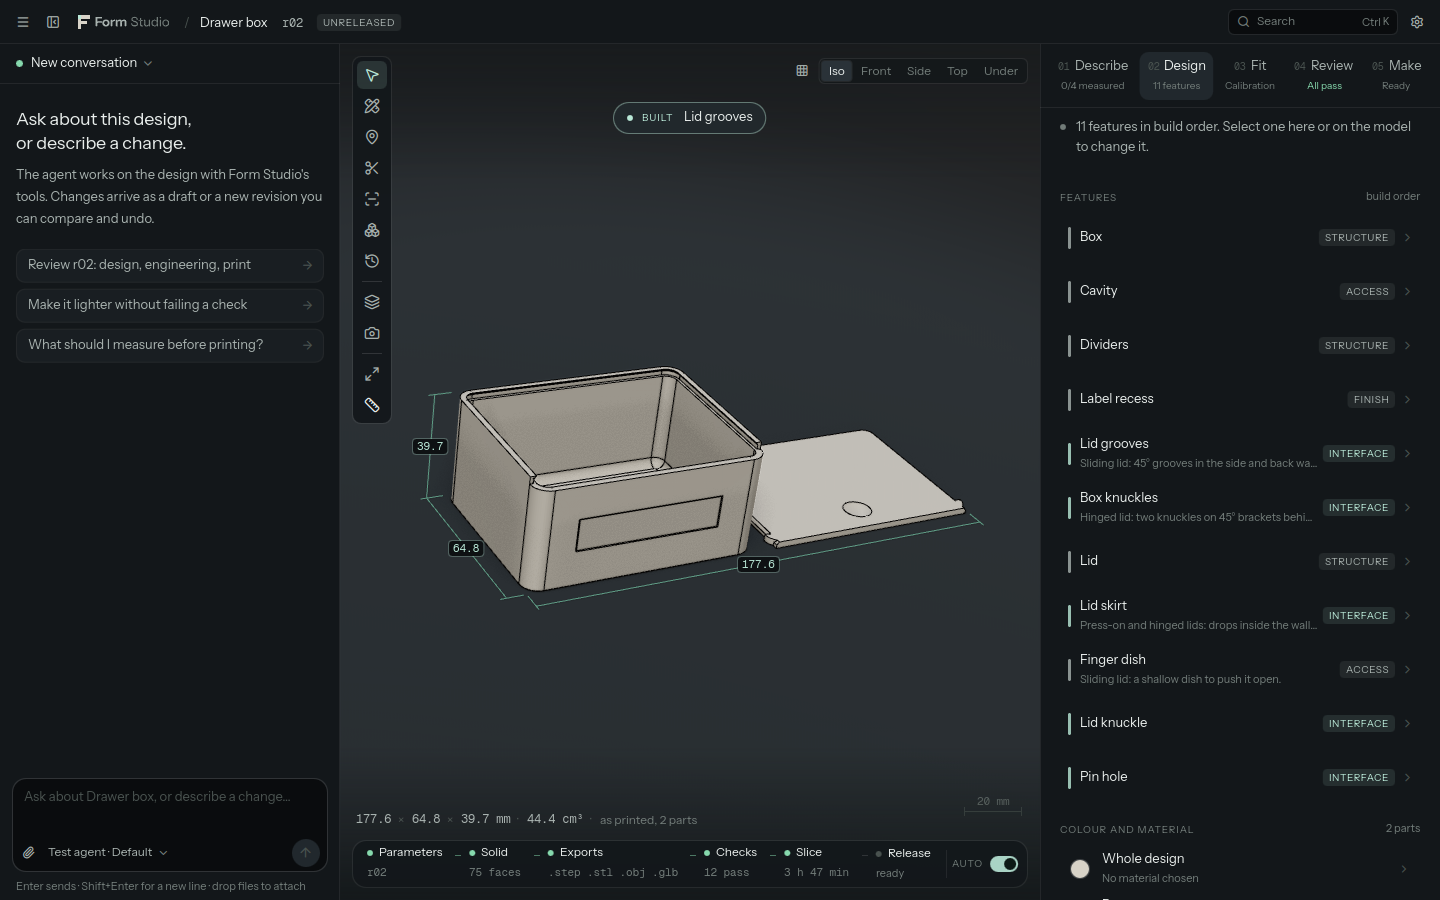 Form Studio / Drawer box r02 UNRELEASED
Search Ctrl K
New conversation
Ask about this design,
or describe a change.
The agent works on the design with Form Studio's
tools. Changes arrive as a draft or a new revision you
can compare and undo.
Review r02: design, engineering, print
Make it lighter without failing a check
What should I measure before printing?
Ask about Drawer box, or describe a change...
Test agent · Default
Enter sends · Shift+Enter for a new line · drop files to attach
Iso Front Side Top Under
BUILT Lid grooves
39.7
64.8
177.6
20 mm
177.6 × 64.8 × 39.7 mm · 44.4 cm³ · as printed, 2 parts
Parameters Solid Exports Checks Slice Release
r02 75 faces .step .stl .obj .glb 12 pass 3 h 47 min ready
AUTO
01 Describe 02 Design 03 Fit 04 Review 05 Make
0/4 measured 11 features Calibration All pass Ready
11 features in build order. Select one here or on the model
to change it.
FEATURES build order
Box STRUCTURE
Cavity ACCESS
Dividers STRUCTURE
Label recess FINISH
Lid grooves INTERFACE
Sliding lid: 45° grooves in the side and back wa...
Box knuckles INTERFACE
Hinged lid: two knuckles on 45° brackets behi...
Lid STRUCTURE
Lid skirt INTERFACE
Press-on and hinged lids: drops inside the wall...
Finger dish ACCESS
Sliding lid: a shallow dish to push it open.
Lid knuckle INTERFACE
Pin hole INTERFACE
COLOUR AND MATERIAL 2 parts
Whole design
No material chosen